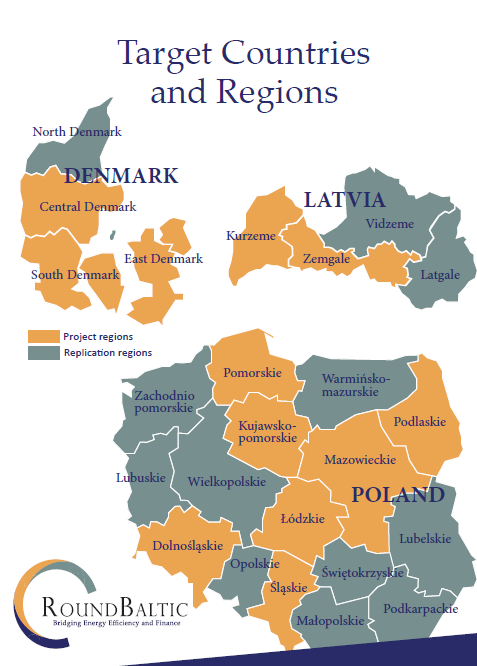 Target Countries
and Regions
North Denmark
DENMARK
Central Denmark
South Denmark
East Denmark
LATVIA
Kurzeme
Vidzeme
Zemgale
Latgale
Project regions
Replication regions
Pomorskie
Warmińsko-
mazurskie
Zachodnio
pomorskie
Kujawsko-
pomorskie
Podlaskie
Mazowieckie
Lubuskie
Wielkopolskie
POLAND
Łódzkie
Lubelskie
Dolnośląskie
Opolskie
Śląskie
Świętokrzyskie
Małopolskie
Podkarpackie
ROUNDBALTIC
Bridging Energy Efficiency and Finance